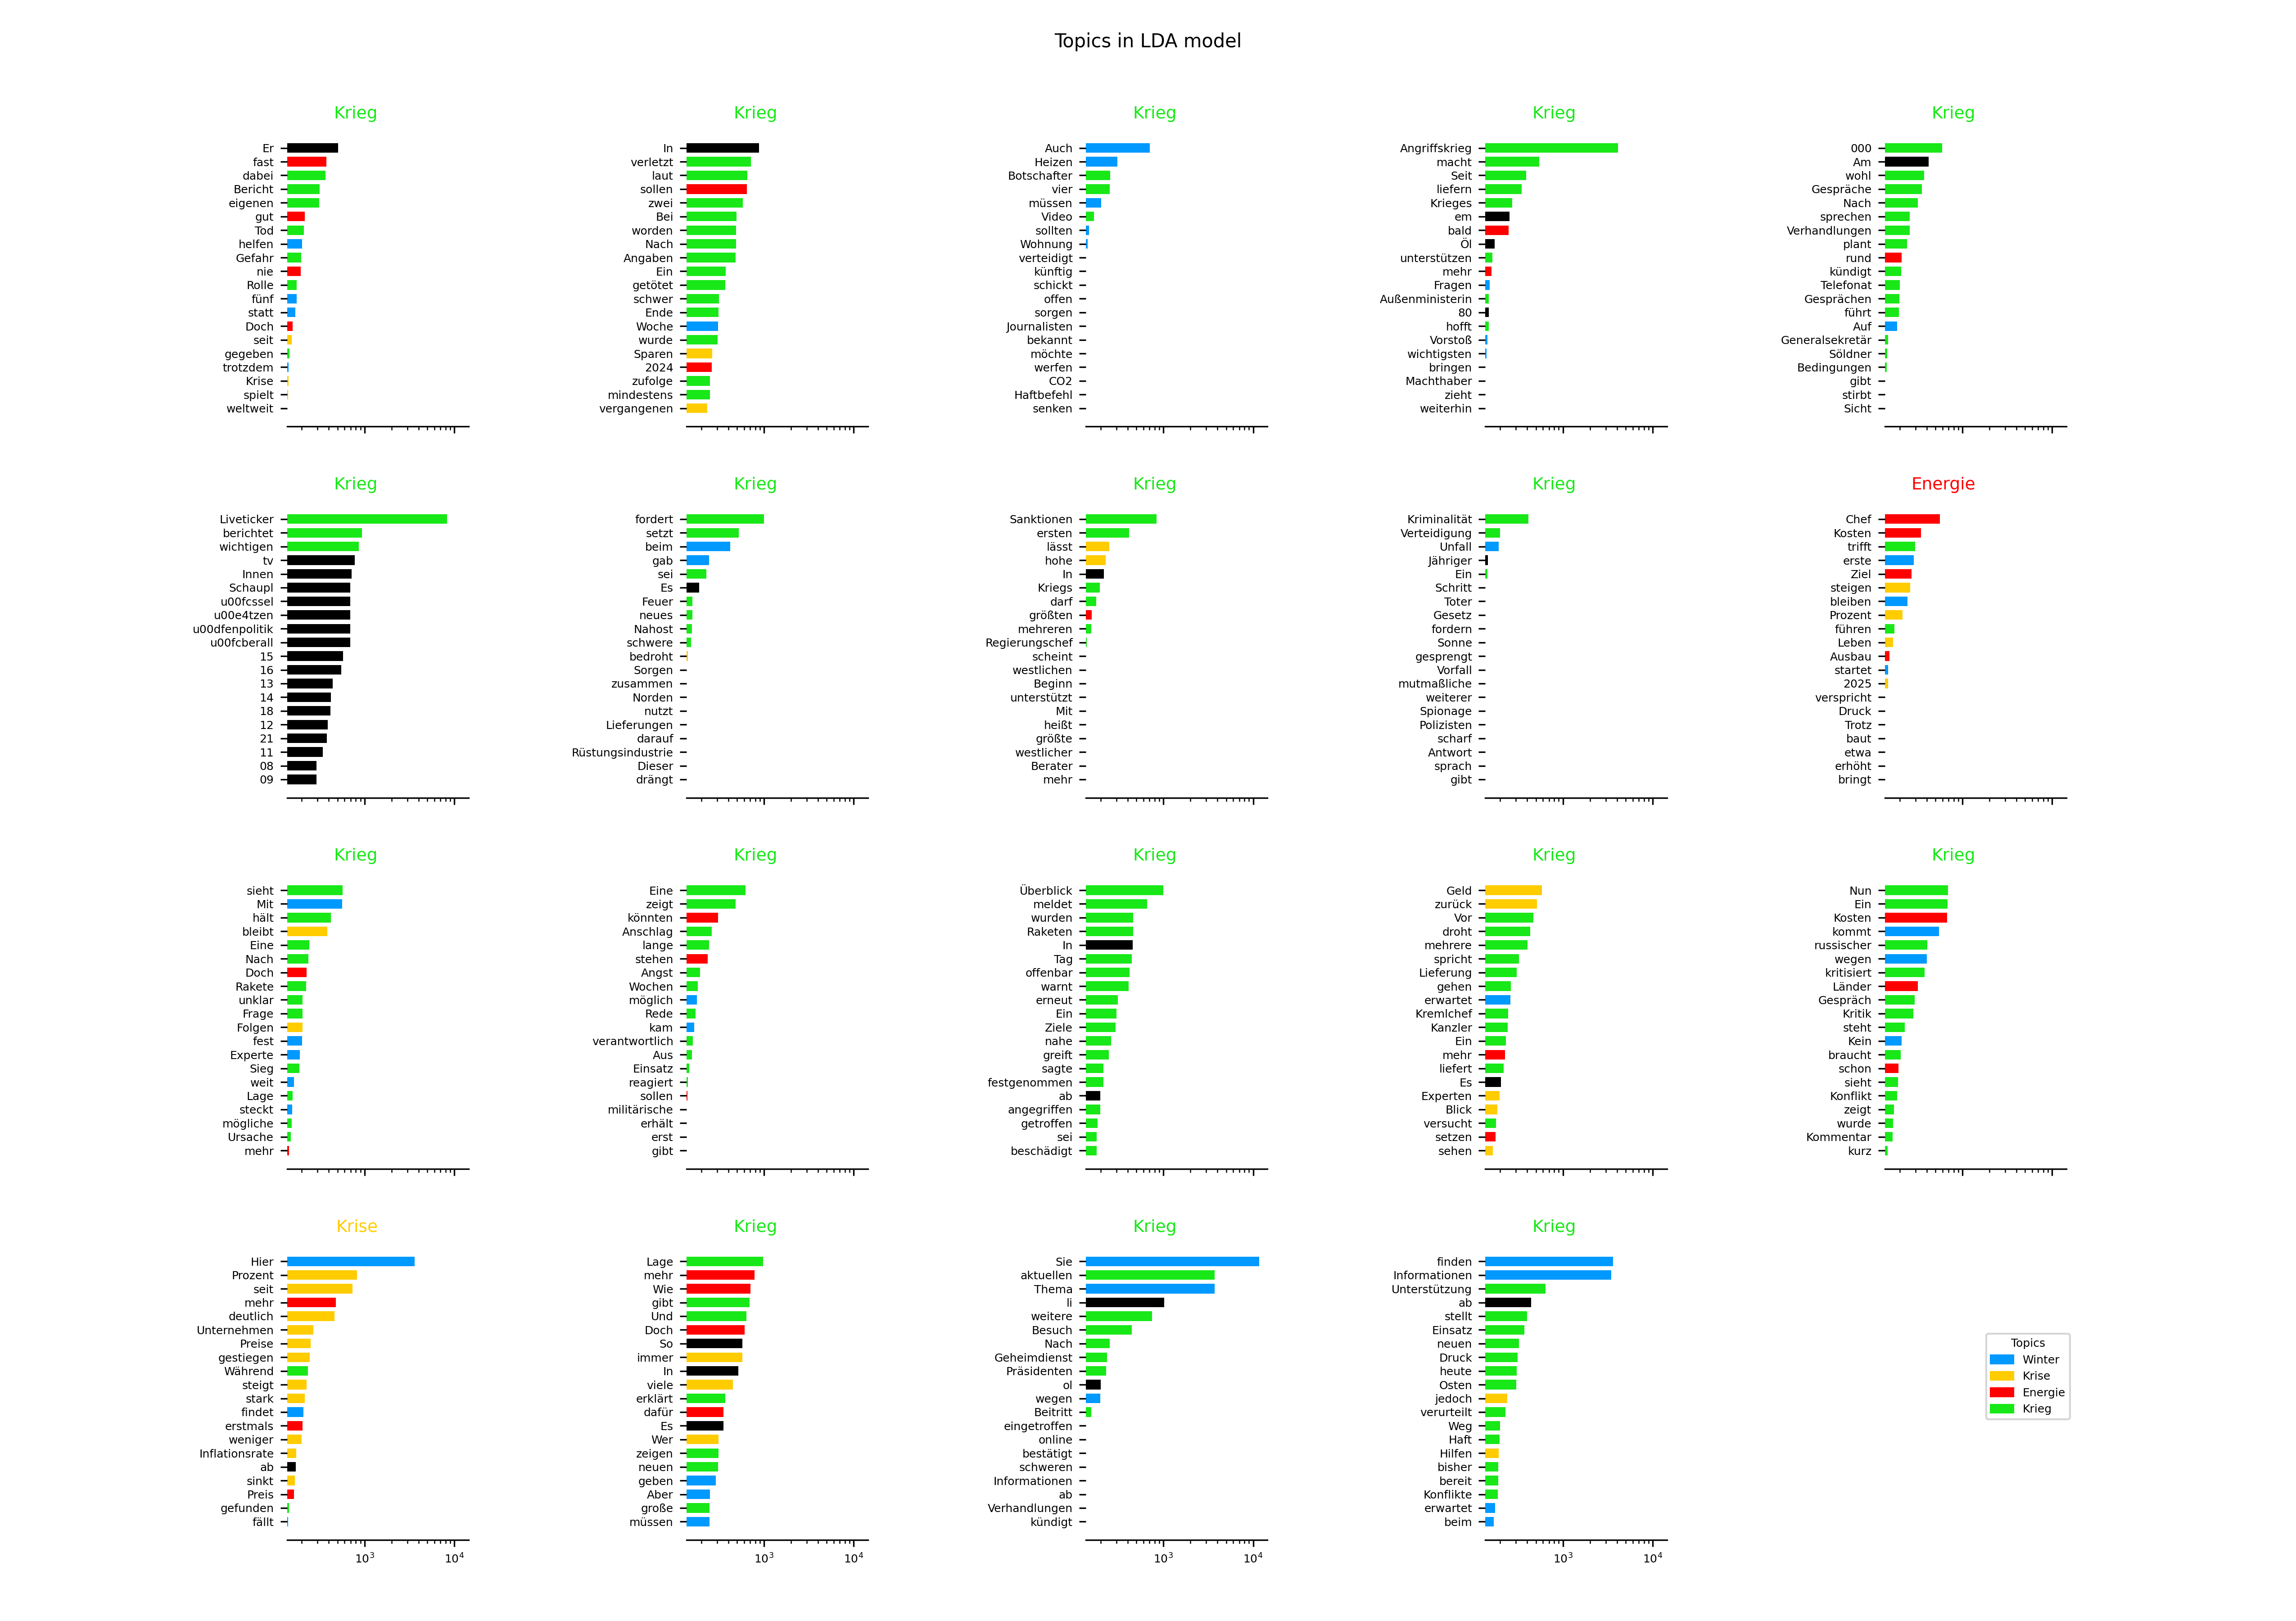 Topics in LDA model
Krieg
Er
fast
dabei
Bericht
eigenen
gut
Tod
helfen
Gefahr
nie
Rolle
fünf
statt
Doch
seit
gegeben
trotzdem
Krise
spielt
weltweit
Krieg
In
verletzt
laut
sollen
zwei
Bei
worden
Nach
Angaben
Ein
getötet
schwer
Ende
Woche
wurde
Sparen
2024
zufolge
mindestens
vergangenen
Krieg
Auch
Heizen
Botschafter
vier
müssen
Video
sollten
Wohnung
verteidigt
künftig
schickt
offen
sorgen
Journalisten
bekannt
möchte
werfen
CO2
Haftbefehl
senken
Krieg
Angriffskrieg
macht
Seit
liefern
Krieges
em
bald
Öl
unterstützen
mehr
Fragen
Außenministerin
80
hofft
Vorstoß
wichtigsten
bringen
Machthaber
zieht
weiterhin
Krieg
000
Am
wohl
Gespräche
Nach
sprechen
Verhandlungen
plant
rund
kündigt
Telefonat
Gesprächen
führt
Auf
Generalsekretär
Söldner
Bedingungen
gibt
stirbt
Sicht
Krieg
Liveticker
berichtet
wichtigen
tv
Innen
Schaupl
u00fcssel
u00e4tzen
u00dfenpolitik
u00fcberall
15
16
13
14
18
12
21
11
08
09
Krieg
fordert
setzt
beim
gab
sei
Es
Feuer
neues
Nahost
schwere
bedroht
Sorgen
zusammen
Norden
nutzt
Lieferungen
darauf
Rüstungsindustrie
Dieser
drängt
Krieg
Sanktionen
ersten
lässt
hohe
In
Kriegs
darf
größten
mehreren
Regierungschef
scheint
westlichen
Beginn
unterstützt
Mit
heißt
größte
westlicher
Berater
mehr
Krieg
Kriminalität
Verteidigung
Unfall
Jähriger
Ein
Schritt
Toter
Gesetz
fordern
Sonne
gesprengt
Vorfall
mutmaßliche
weiterer
Spionage
Polizisten
scharf
Antwort
sprach
gibt
Energie
Chef
Kosten
trifft
erste
Ziel
steigen
bleiben
Prozent
führen
Leben
Ausbau
startet
2025
verspricht
Druck
Trotz
baut
etwa
erhöht
bringt
Krieg
sieht
Mit
hält
bleibt
Eine
Nach
Doch
Rakete
unklar
Frage
Folgen
fest
Experte
Sieg
weit
Lage
steckt
mögliche
Ursache
mehr
Krieg
Eine
zeigt
könnten
Anschlag
lange
stehen
Angst
Wochen
möglich
Rede
kam
verantwortlich
Aus
Einsatz
reagiert
sollen
militärische
erhält
erst
gibt
Krieg
Überblick
meldet
wurden
Raketen
In
Tag
offenbar
warnt
erneut
Ein
Ziele
nahe
greift
sagte
festgenommen
ab
angegriffen
getroffen
sei
beschädigt
Krieg
Geld
zurück
Vor
droht
mehrere
spricht
Lieferung
gehen
erwartet
Kremlchef
Kanzler
Ein
mehr
liefert
Es
Experten
Blick
versucht
setzen
sehen
Krieg
Nun
Ein
Kosten
kommt
russischer
wegen
kritisiert
Länder
Gespräch
Kritik
steht
Kein
braucht
schon
sieht
Konflikt
zeigt
wurde
Kommentar
kurz
Krise
Hier
Prozent
seit
mehr
deutlich
Unternehmen
Preise
gestiegen
Während
steigt
stark
findet
erstmals
weniger
Inflationsrate
ab
sinkt
Preis
gefunden
fällt
10³ 10⁴
Krieg
Lage
mehr
Wie
gibt
Und
Doch
So
immer
In
viele
erklärt
dafür
Es
Wer
zeigen
neuen
geben
Aber
große
müssen
10³ 10⁴
Krieg
Sie
aktuellen
Thema
li
weitere
Besuch
Nach
Geheimdienst
Präsidenten
ol
wegen
Beitritt
eingetroffen
online
bestätigt
schweren
Informationen
ab
Verhandlungen
kündigt
10³ 10⁴
Krieg
finden
Informationen
Unterstützung
ab
stellt
Einsatz
neuen
Druck
heute
Osten
jedoch
verurteilt
Weg
Haft
Hilfen
bisher
bereit
Konflikte
erwartet
beim
10³ 10⁴
Topics
Winter
Krise
Energie
Krieg